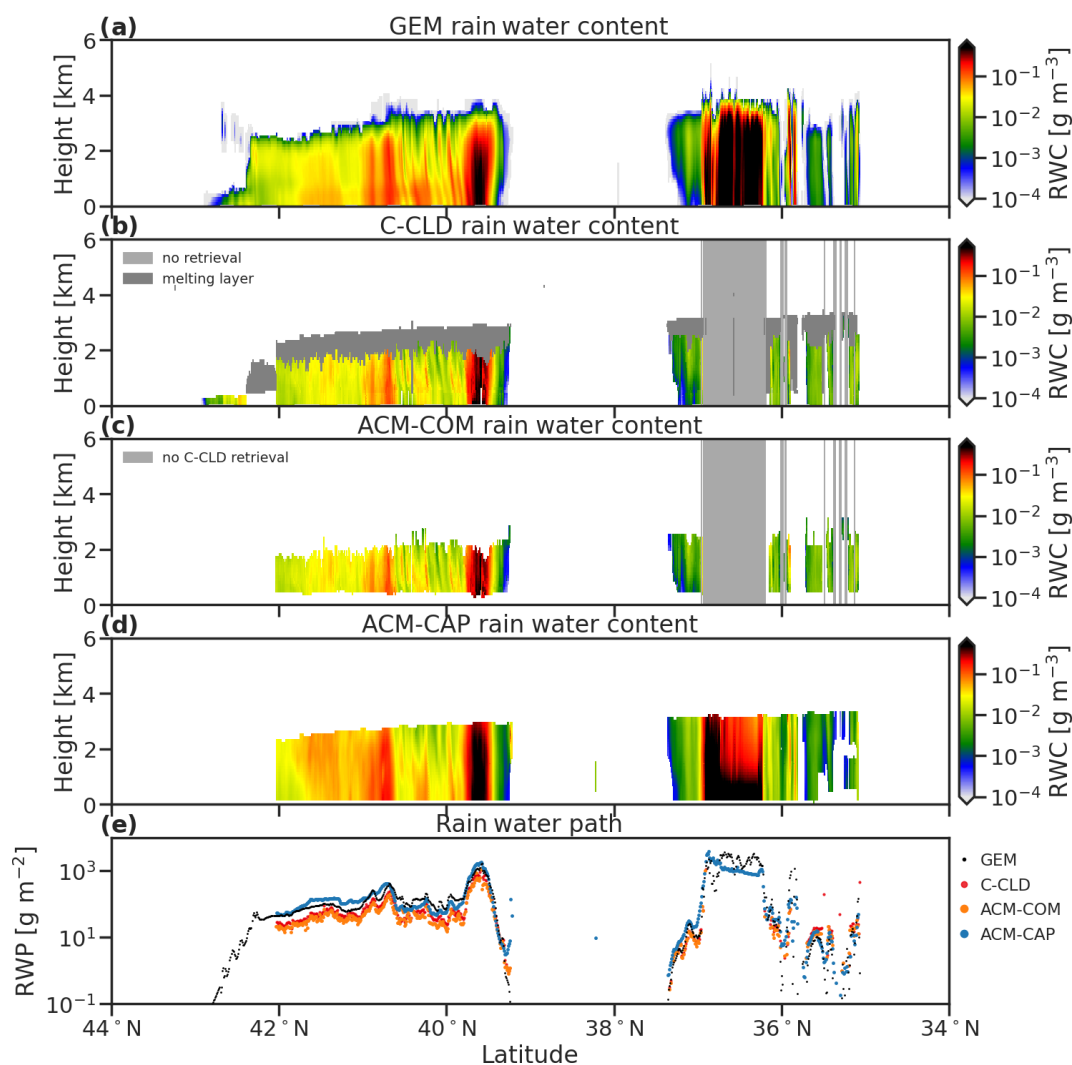 (a) GEM rain water content
6
4
2
0
Height [km]
10⁻¹
10⁻²
10⁻³
10⁻⁴
RWC [g m⁻³]
(b) C-CLD rain water content
no retrieval
melting layer
6
4
2
0
Height [km]
10⁻¹
10⁻²
10⁻³
10⁻⁴
RWC [g m⁻³]
(c) ACM-COM rain water content
no C-CLD retrieval
6
4
2
0
Height [km]
10⁻¹
10⁻²
10⁻³
10⁻⁴
RWC [g m⁻³]
(d) ACM-CAP rain water content
6
4
2
0
Height [km]
10⁻¹
10⁻²
10⁻³
10⁻⁴
RWC [g m⁻³]
(e) Rain water path
10³
10¹
10⁻¹
RWP [g m⁻²]
GEM
C-CLD
ACM-COM
ACM-CAP
44°N 42°N 40°N 38°N 36°N 34°N
Latitude